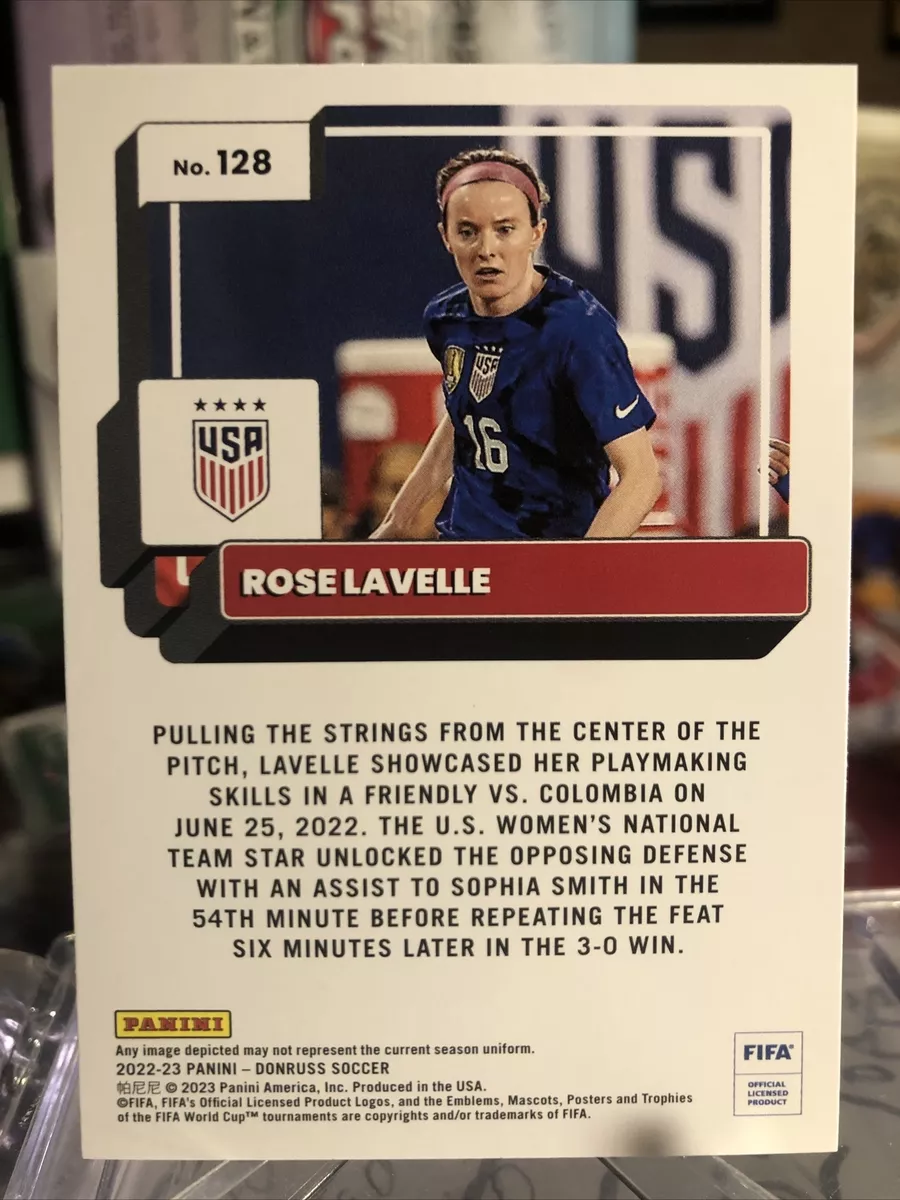 No. 128
USA
USA
16
US
ROSE LAVELLE
PULLING THE STRINGS FROM THE CENTER OF THE
PITCH, LAVELLE SHOWCASED HER PLAYMAKING
SKILLS IN A FRIENDLY VS. COLOMBIA ON
JUNE 25, 2022. THE U.S. WOMEN'S NATIONAL
TEAM STAR UNLOCKED THE OPPOSING DEFENSE
WITH AN ASSIST TO SOPHIA SMITH IN THE
54TH MINUTE BEFORE REPEATING THE FEAT
SIX MINUTES LATER IN THE 3-0 WIN.
PANINI
Any image depicted may not represent the current season uniform.
2022-23 PANINI – DONRUSS SOCCER
帕尼尼 © 2023 Panini America, Inc. Produced in the USA.
©FIFA, FIFA's Official Licensed Product Logos, and the Emblems, Mascots, Posters and Trophies
of the FIFA World Cup™ tournaments are copyrights and/or trademarks of FIFA.
FIFA®
OFFICIAL
LICENSED
PRODUCT